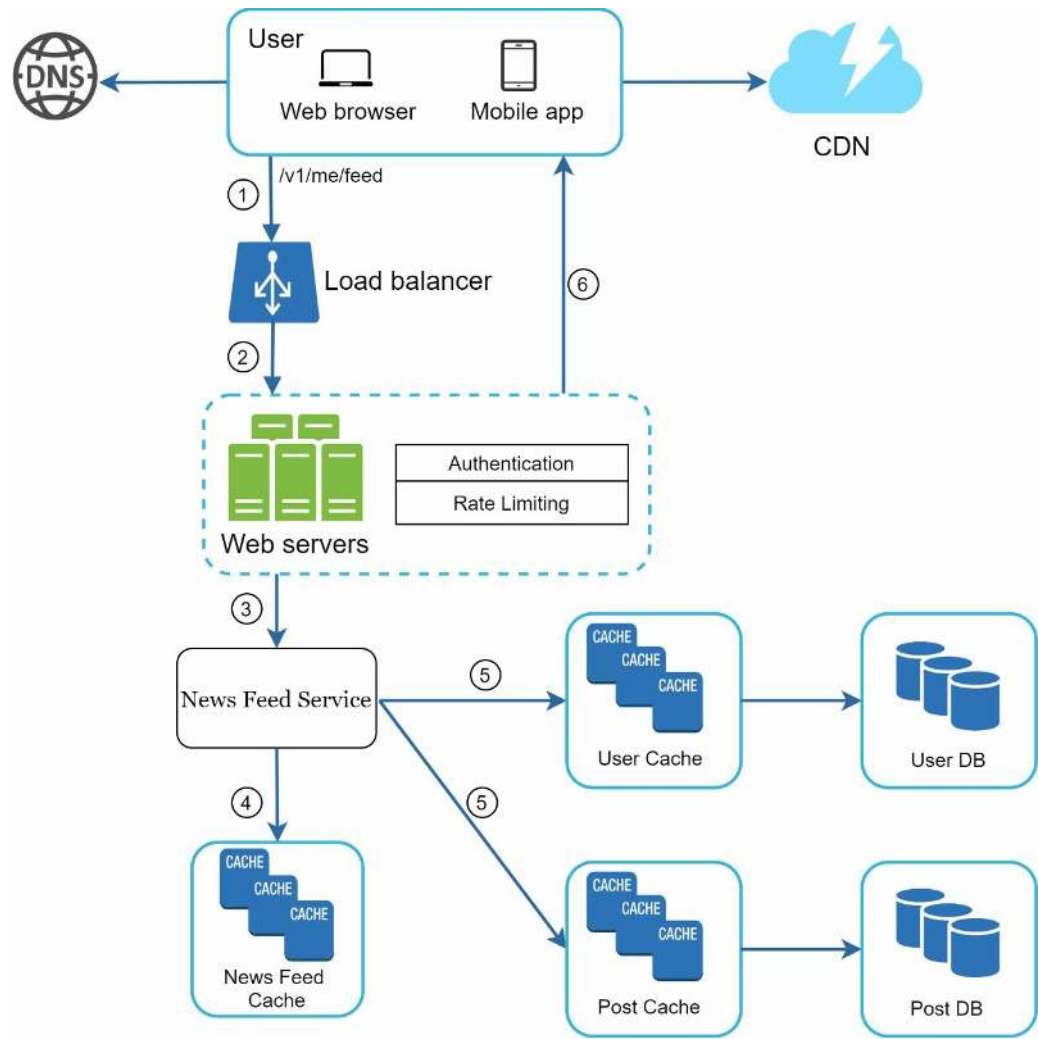 User
DNS
Web browser
Mobile app
CDN
/v1/me/feed
1
Load balancer
6
2
Authentication
Rate Limiting
Web servers
3
News Feed Service
5
CACHE
CACHE
CACHE
User Cache
User DB
4
5
CACHE
CACHE
CACHE
News Feed
Cache
CACHE
CACHE
CACHE
Post Cache
Post DB